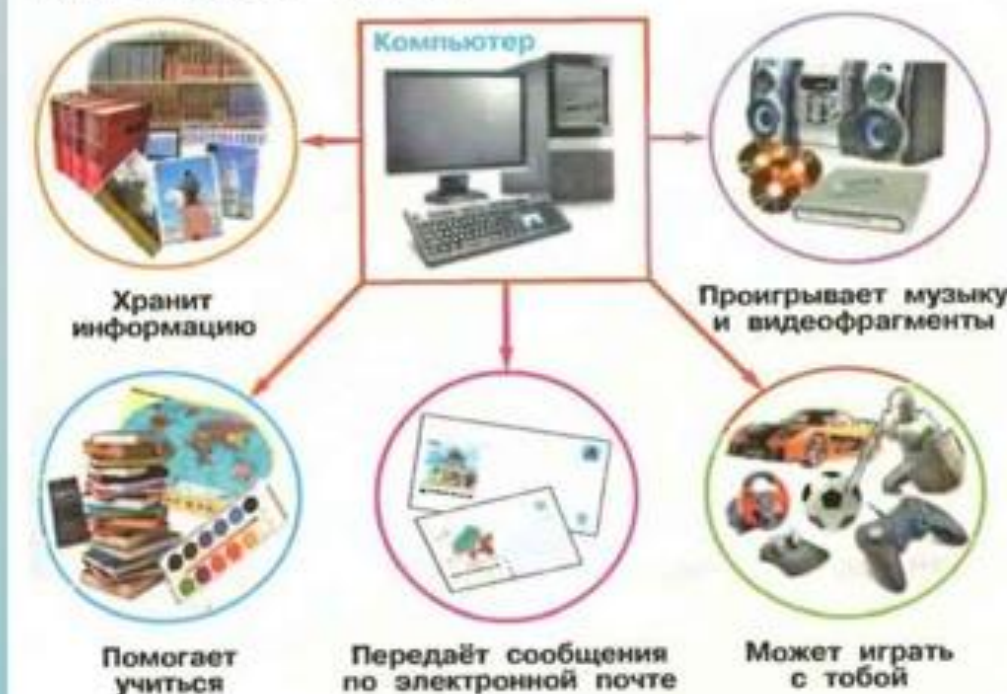 Компьютер
Хранит
информацию
Проигрывает музыку
и видеофрагменты
Помогает
учиться
Передаёт сообщения
по электронной почте
Может играть
с тобой